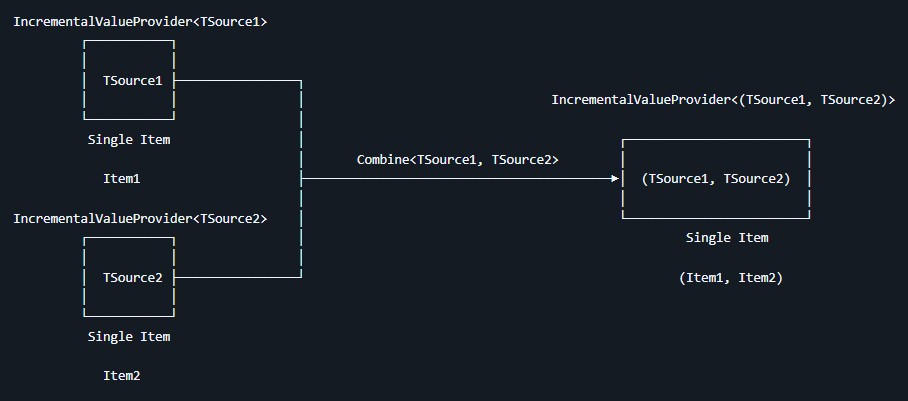 IncrementalValueProvider<TSource1>
TSource1
Single Item
Item1
IncrementalValueProvider<TSource2>
TSource2
Single Item
Item2
Combine<TSource1, TSource2>
IncrementalValueProvider<(TSource1, TSource2)>
(TSource1, TSource2)
Single Item
(Item1, Item2)